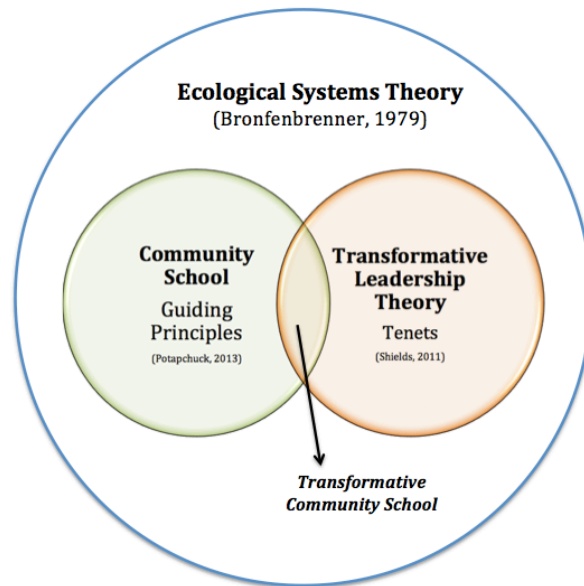 Ecological Systems Theory
(Bronfenbrenner, 1979)
Community
School
Guiding
Principles
(Potapchuck, 2013)
Transformative
Leadership
Theory
Tenets
(Shields, 2011)
Transformative
Community School